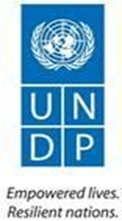 U N
D P
Empowered lives.
Resilient nations.